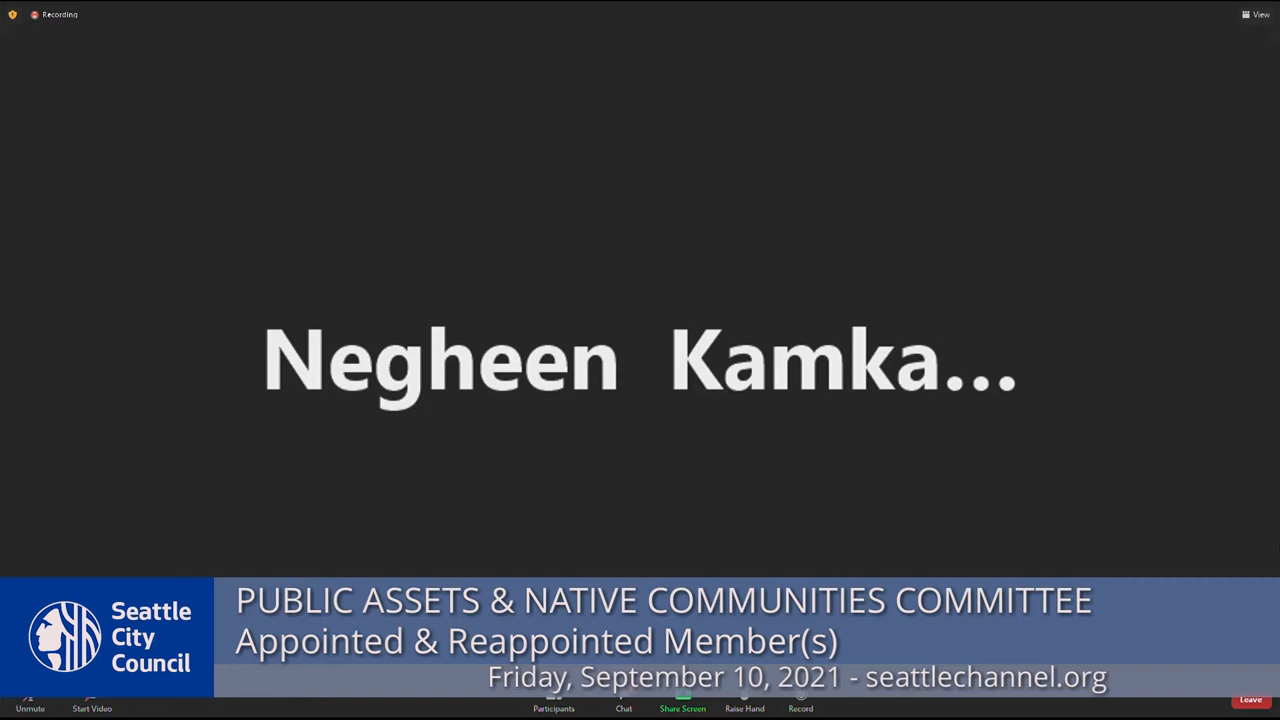 Recording
View
Negheen Kamka...
Seattle
City
Council
PUBLIC ASSETS & NATIVE COMMUNITIES COMMITTEE
Appointed & Reappointed Member(s)
Friday, September 10, 2021 - seattlechannel.org
Unmute
Start Video
Participants
Chat
Share Screen
Raise Hand
Record
Leave